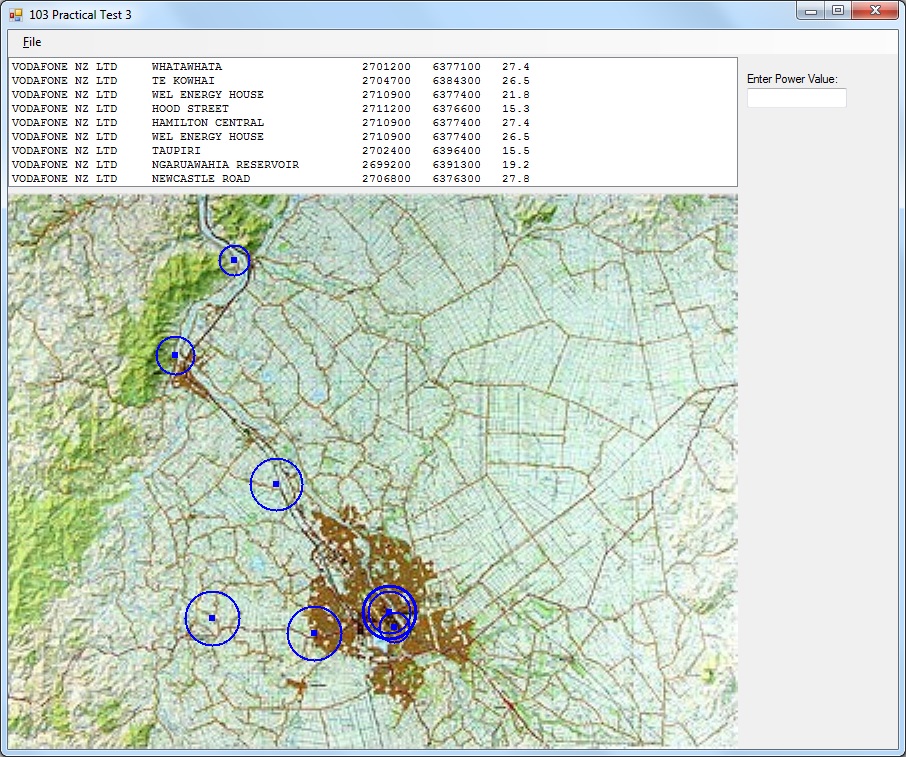 103 Practical Test 3
File
VODAFONE NZ LTD WHATAWHATA 2701200 6377100 27.4
VODAFONE NZ LTD TE KOWHAI 2704700 6384300 26.5
VODAFONE NZ LTD WEL ENERGY HOUSE 2710900 6377400 21.8
VODAFONE NZ LTD HOOD STREET 2711200 6376600 15.3
VODAFONE NZ LTD HAMILTON CENTRAL 2710900 6377400 27.4
VODAFONE NZ LTD WEL ENERGY HOUSE 2710900 6377400 26.5
VODAFONE NZ LTD TAUPIRI 2702400 6396400 15.5
VODAFONE NZ LTD NGARUAWAHIA RESERVOIR 2699200 6391300 19.2
VODAFONE NZ LTD NEWCASTLE ROAD 2706800 6376300 27.8
Enter Power Value: